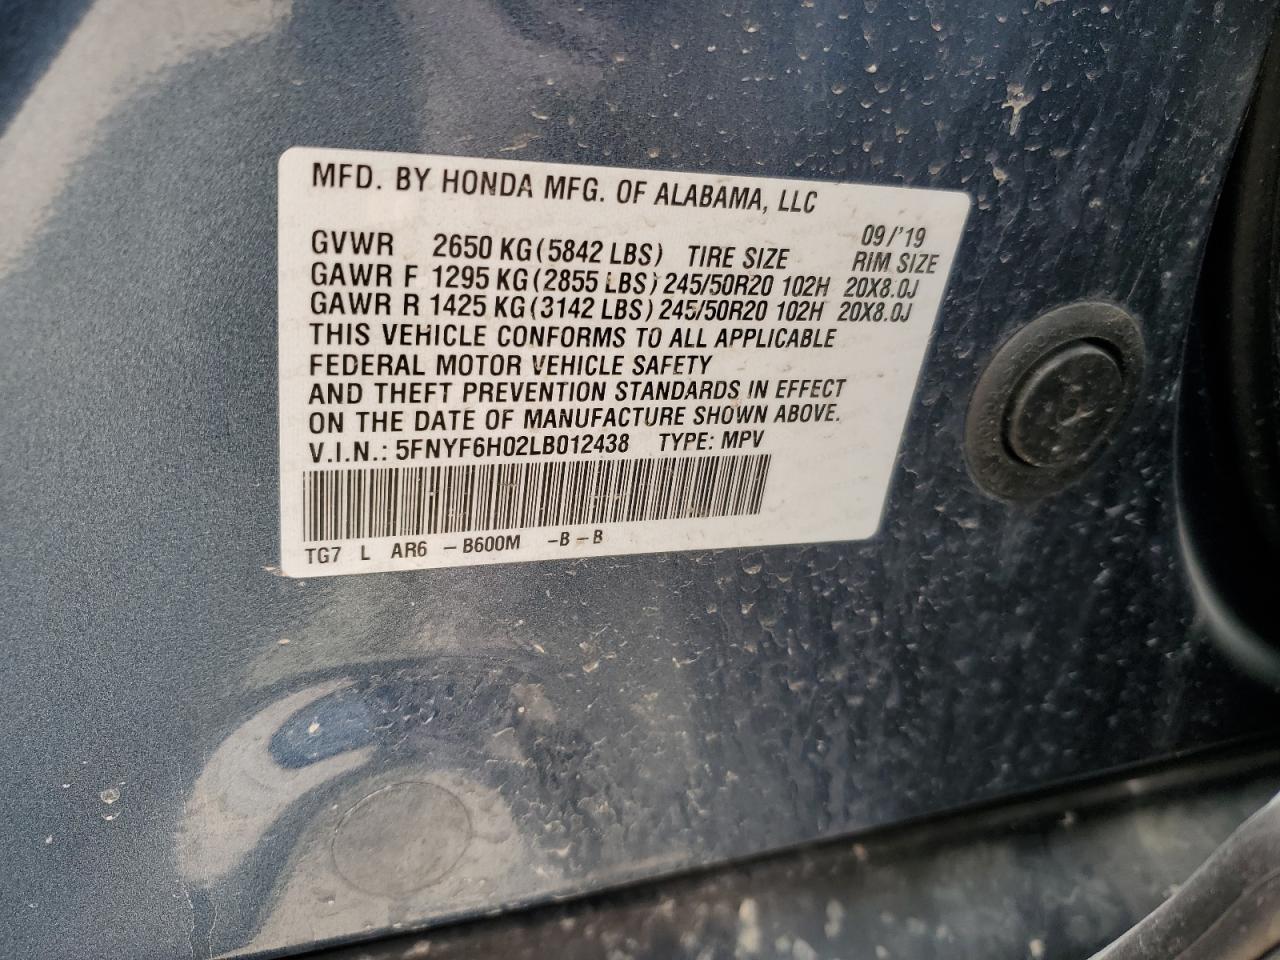 MFD. BY HONDA MFG. OF ALABAMA, LLC
09/'19
GVWR 2650 KG (5842 LBS) TIRE SIZE RIM SIZE
GAWR F 1295 KG (2855 LBS) 245/50R20 102H 20X8.0J
GAWR R 1425 KG (3142 LBS) 245/50R20 102H 20X8.0J
THIS VEHICLE CONFORMS TO ALL APPLICABLE
FEDERAL MOTOR VEHICLE SAFETY
AND THEFT PREVENTION STANDARDS IN EFFECT
ON THE DATE OF MANUFACTURE SHOWN ABOVE.
V.I.N.: 5FNYF6H02LB012438 TYPE: MPV
TG7 L AR6 -B600M -B-B